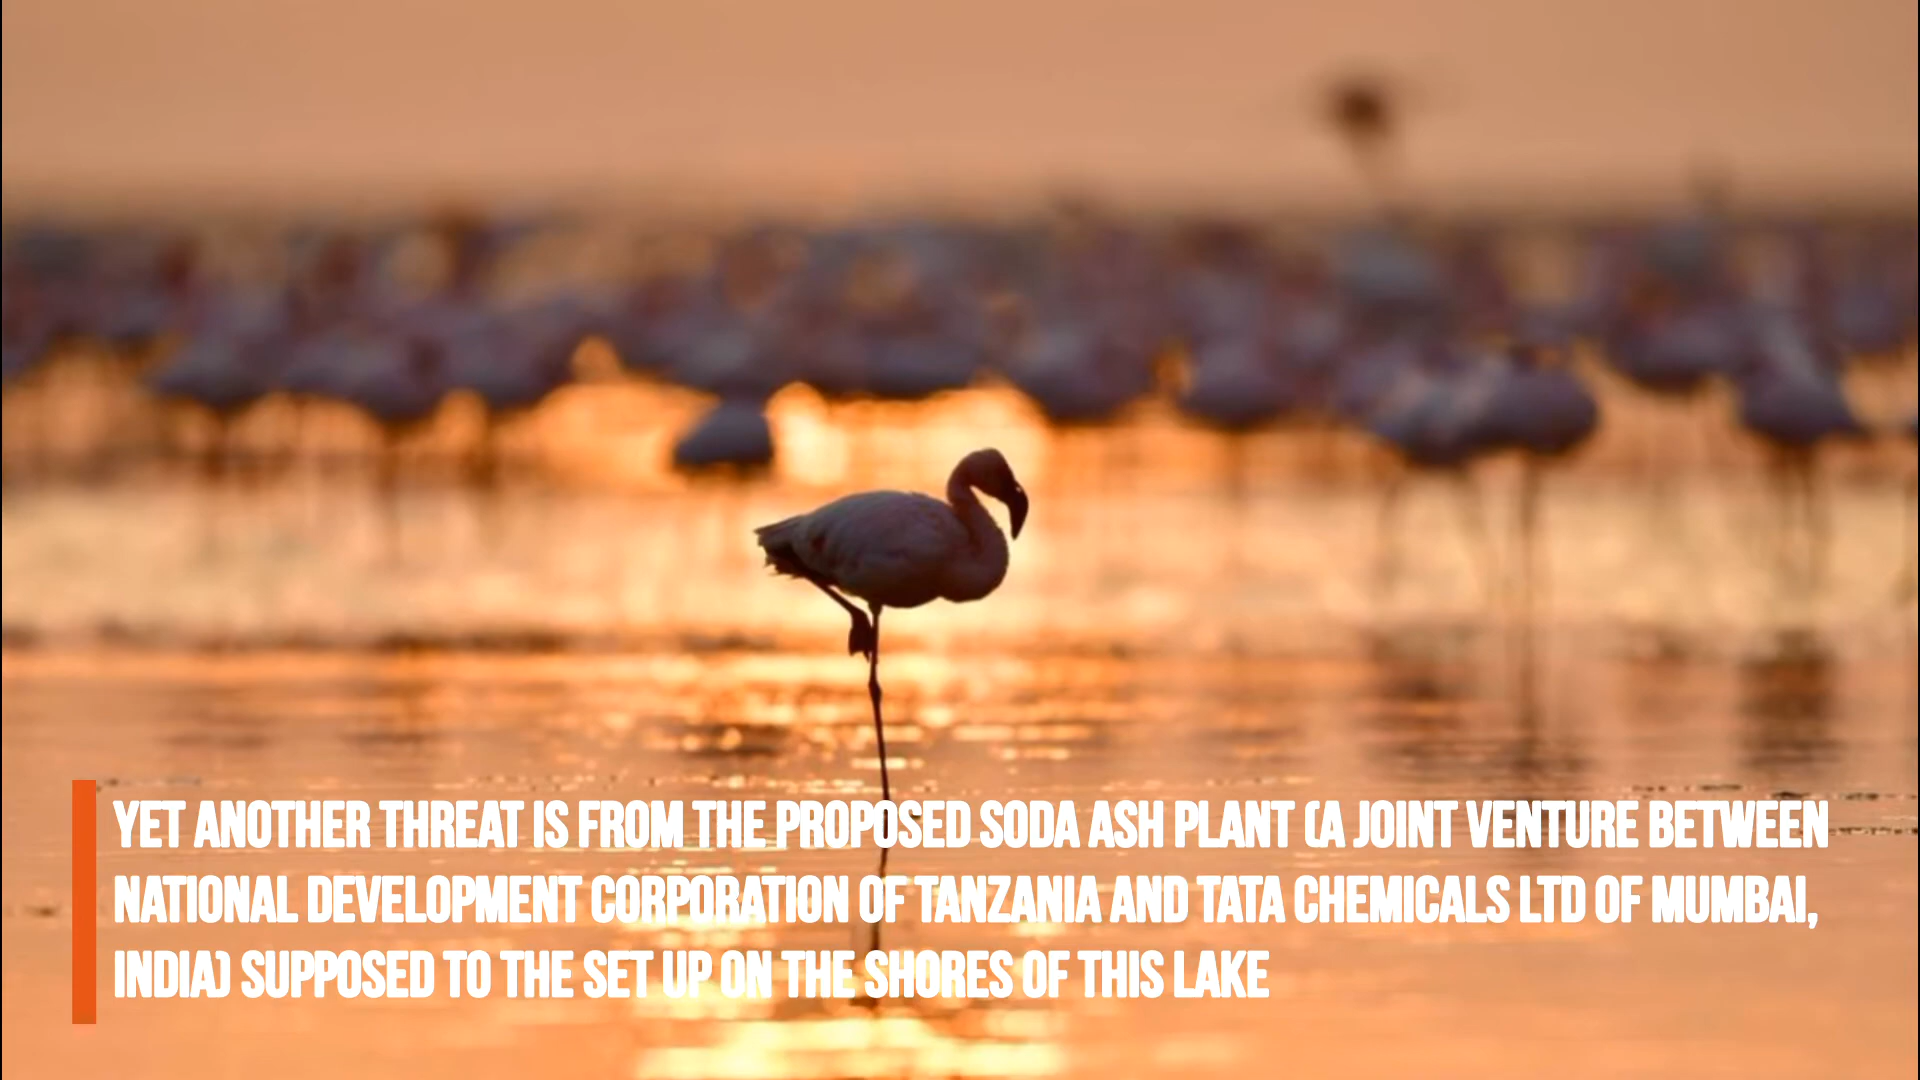 YET ANOTHER THREAT IS FROM THE PROPOSED SODA ASH PLANT (A JOINT VENTURE BETWEEN
NATIONAL DEVELOPMENT CORPORATION OF TANZANIA AND TATA CHEMICALS LTD OF MUMBAI,
INDIA) SUPPOSED TO THE SET UP ON THE SHORES OF THIS LAKE